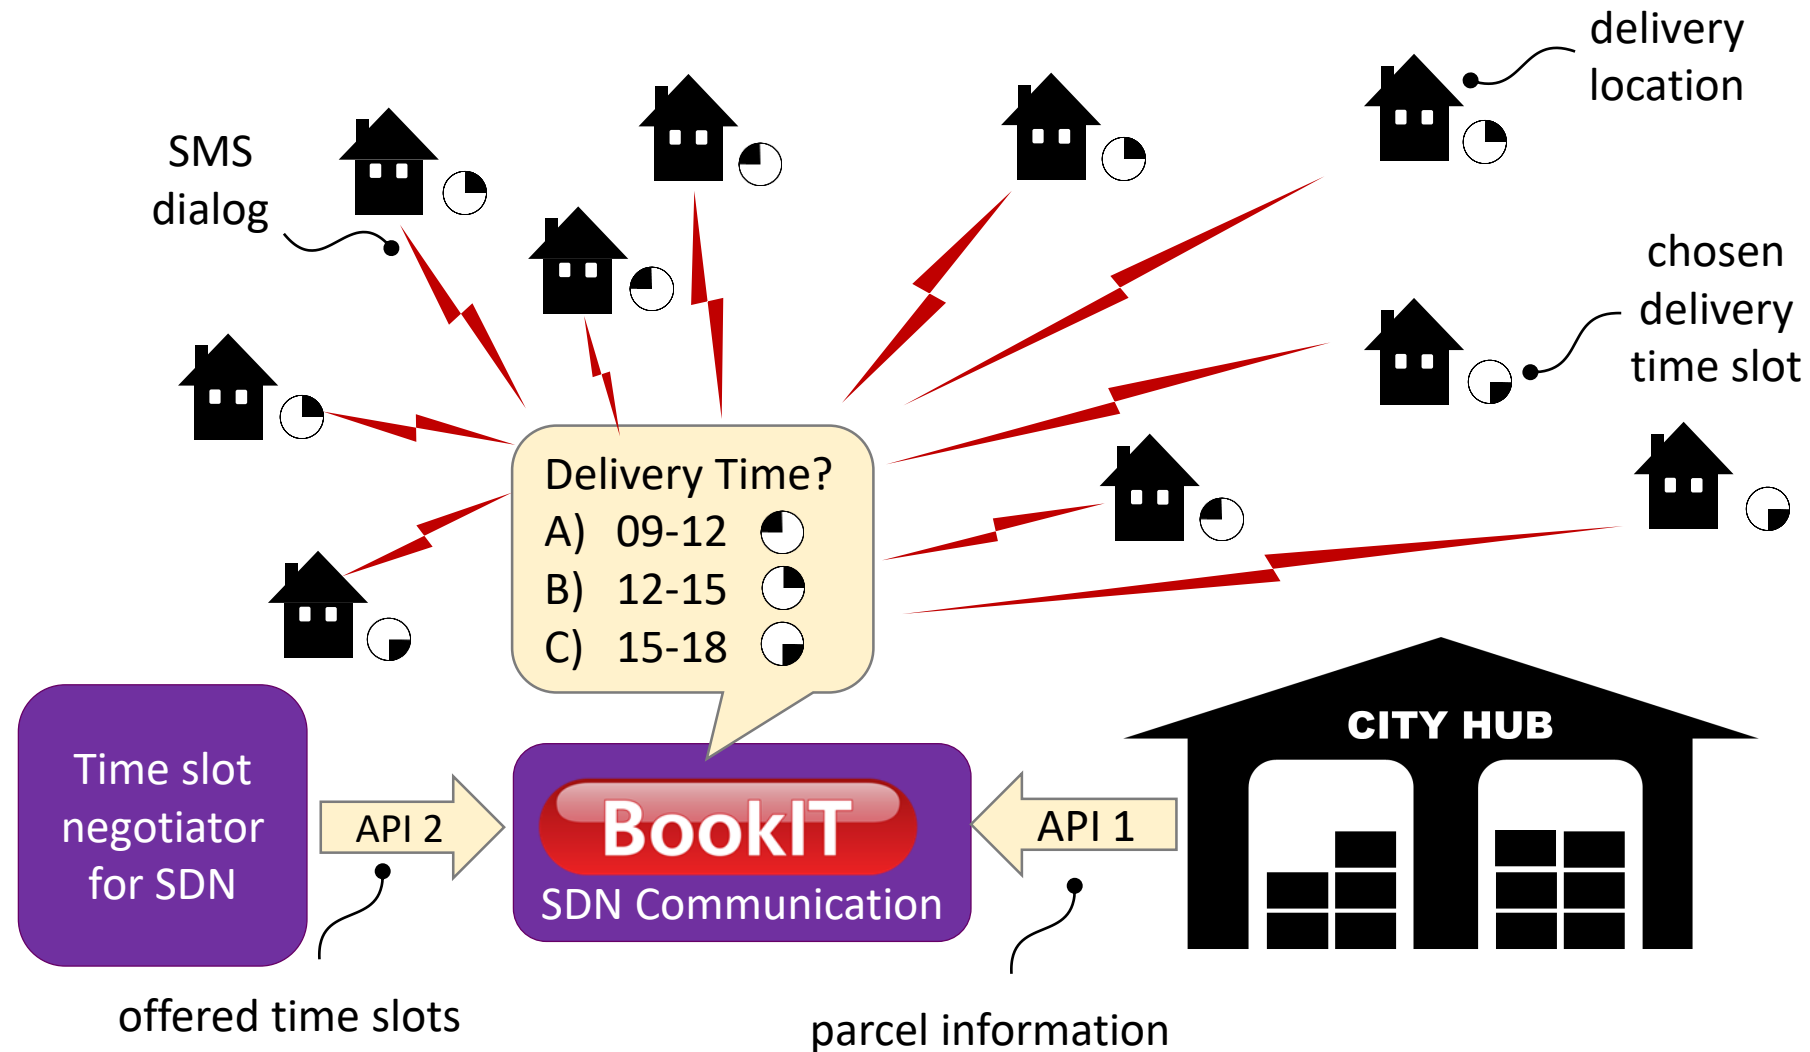 delivery
location
SMS
dialog
chosen
delivery
time slot
Delivery Time?
A) 09-12
B) 12-15
C) 15-18
CITY HUB
Time slot
negotiator
for SDN
API 2
BookIT
SDN Communication
API 1
offered time slots
parcel information